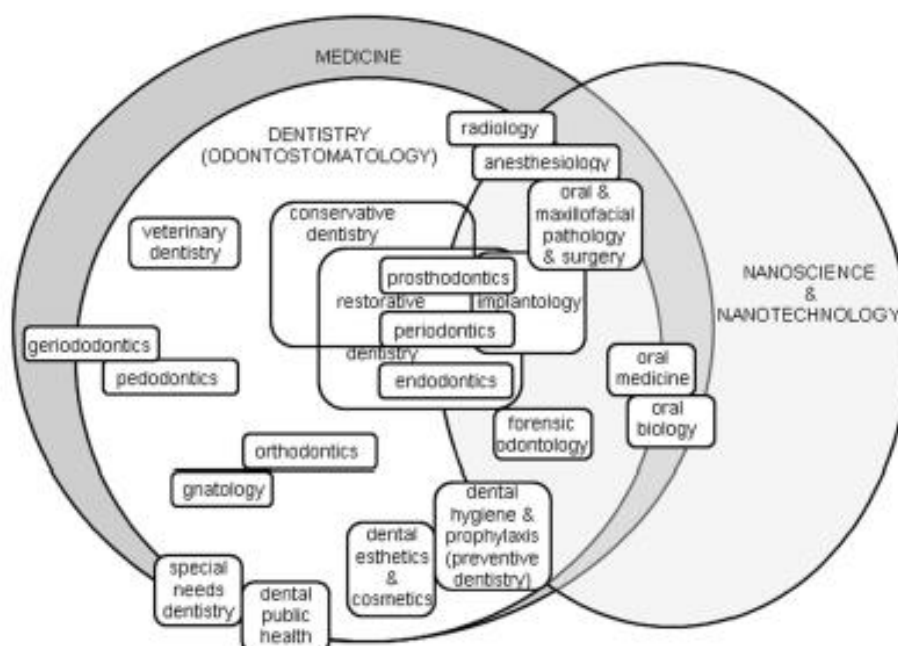 MEDICINE
DENTISTRY
(ODONTOSTOMATOLOGY)
radiology
anesthesiology
oral &
maxillofacial
pathology
& surgery
conservative
dentistry
veterinary
dentistry
NANOSCIENCE
&
NANOTECHNOLOGY
prosthodontics
restorative
implantology
periodontics
dentistry
endodontics
geriododontics
pedodontics
oral
medicine
oral
biology
forensic
odontology
orthodontics
gnatology
dental
hygiene &
prophylaxis
(preventive
dentistry)
dental
esthetics
&
cosmetics
special
needs
dentistry
dental
public
health